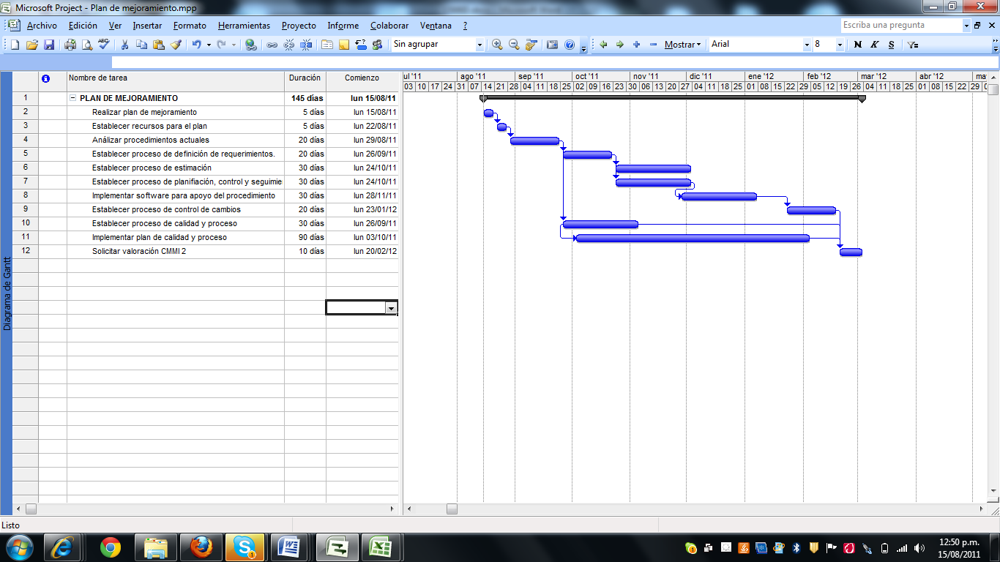 Microsoft Project - Plan de mejoramiento.mpp
Archivo Edición Ver Insertar Formato Herramientas Proyecto Informe Colaborar Ventana ? Escriba una pregunta
Sin agrupar Mostrar Arial 8 N K S
Nombre de tarea Duración Comienzo ul '11 ago '11 sep '11 oct '11 nov '11 dic '11 ene '12 feb '12 mar '12 abr '12 may
03 10 17 24 31 07 14 21 28 04 11 18 25 02 09 16 23 30 06 13 20 27 04 11 18 25 01 08 15 22 29 05 12 19 26 04 11 18 25 01 08 15 22 29
1 PLAN DE MEJORAMIENTO 145 días lun 15/08/11
2 Realizar plan de mejoramiento 5 días lun 15/08/11
3 Establecer recursos para el plan 5 días lun 22/08/11
4 Análizar procedimientos actuales 20 días lun 29/08/11
5 Establecer proceso de definición de requerimientos. 20 días lun 26/09/11
6 Establecer proceso de estimación 30 días lun 24/10/11
7 Establecer proceso de planifiación, control y seguimie 30 días lun 24/10/11
8 Implementar software para apoyo del procedimiento 30 días lun 28/11/11
9 Establecer proceso de control de cambios 20 días lun 23/01/12
10 Establecer proceso de calidad y proceso 30 días lun 26/09/11
11 Implementar plan de calidad y proceso 90 días lun 03/10/11
12 Solicitar valoración CMMI 2 10 días lun 20/02/12
Diagrama de Gantt
Listo
12:50 p.m.
15/08/2011